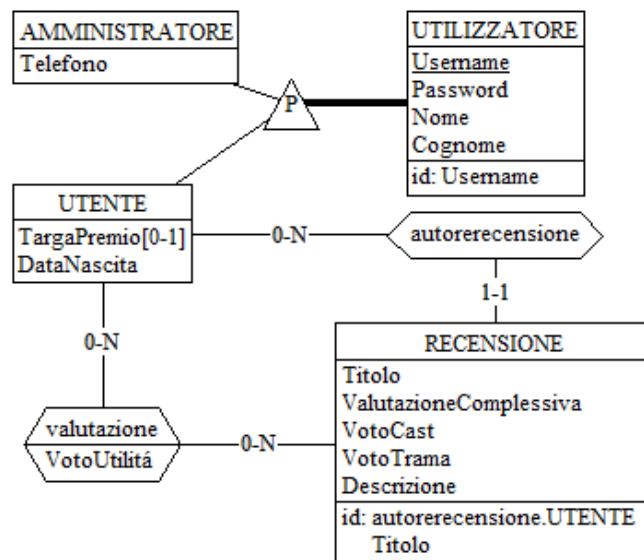 AMMINISTRATORE
Telefono
UTILIZZATORE
Username
Password
Nome
Cognome
id: Username
P
UTENTE
TargaPremio[0-1]
DataNascita
0-N
autorerecensione
1-1
0-N
RECENSIONE
Titolo
ValutazioneComplessiva
VotoCast
VotoTrama
Descrizione
id: autorerecensione.UTENTE
Titolo
valutazione
VotoUtilitá
0-N